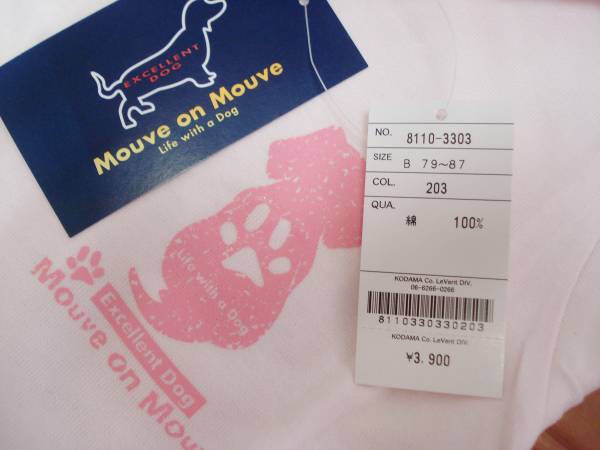 EXCELLENT
DOG
Mouve on Mouve
Life with a Dog
NO. 8110-3303
SIZE B 79~87
COL. 203
QUA.
綿 100%
KODAMA Co. LeVent DIV.
06-6266-0266
8110330330203
KODAMA Co. LeVent DIV.
¥3.900
Life with a Dog
Excellent Dog
Mouve on Mouv